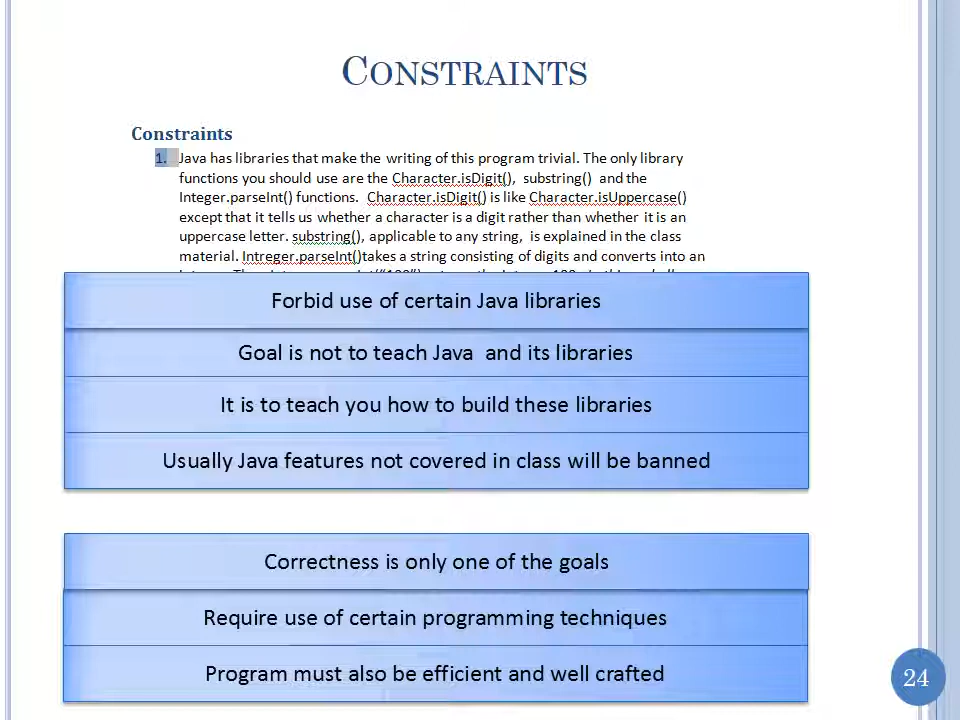 CONSTRAINTS
Constraints
1. Java has libraries that make the writing of this program trivial. The only library
functions you should use are the Character.isDigit(), substring() and the
Integer.parseInt() functions. Character.isDigit() is like Character.isUppercase()
except that it tells us whether a character is a digit rather than whether it is an
uppercase letter. substring(), applicable to any string, is explained in the class
material. Intreger.parseInt()takes a string consisting of digits and converts into an
Forbid use of certain Java libraries
Goal is not to teach Java and its libraries
It is to teach you how to build these libraries
Usually Java features not covered in class will be banned
Correctness is only one of the goals
Require use of certain programming techniques
Program must also be efficient and well crafted
24